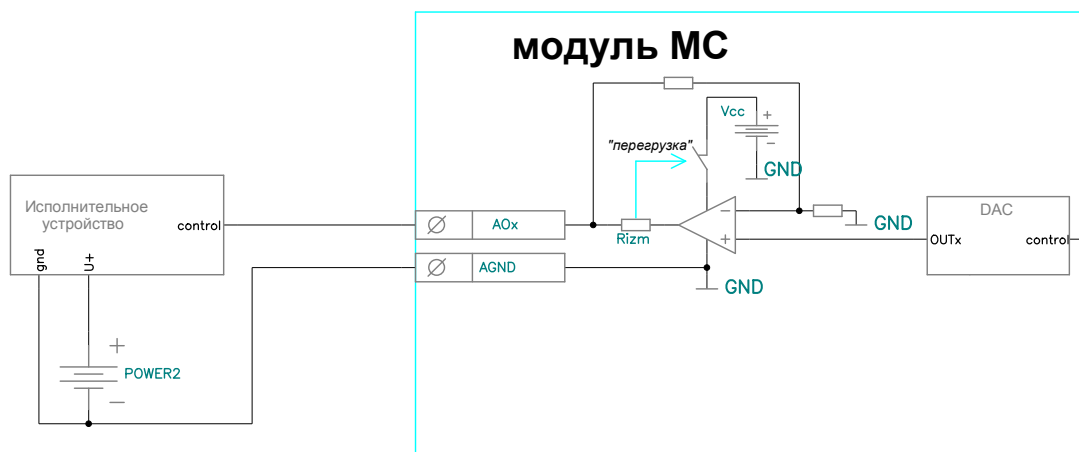 модуль МС
Vcc
+
−
GND
"перегрузка"
Исполнительное
устройство
control
gnd
U+
AOx
Rizm
−
+
GND
DAC
OUTx
control
AGND
GND
+
POWER2
−